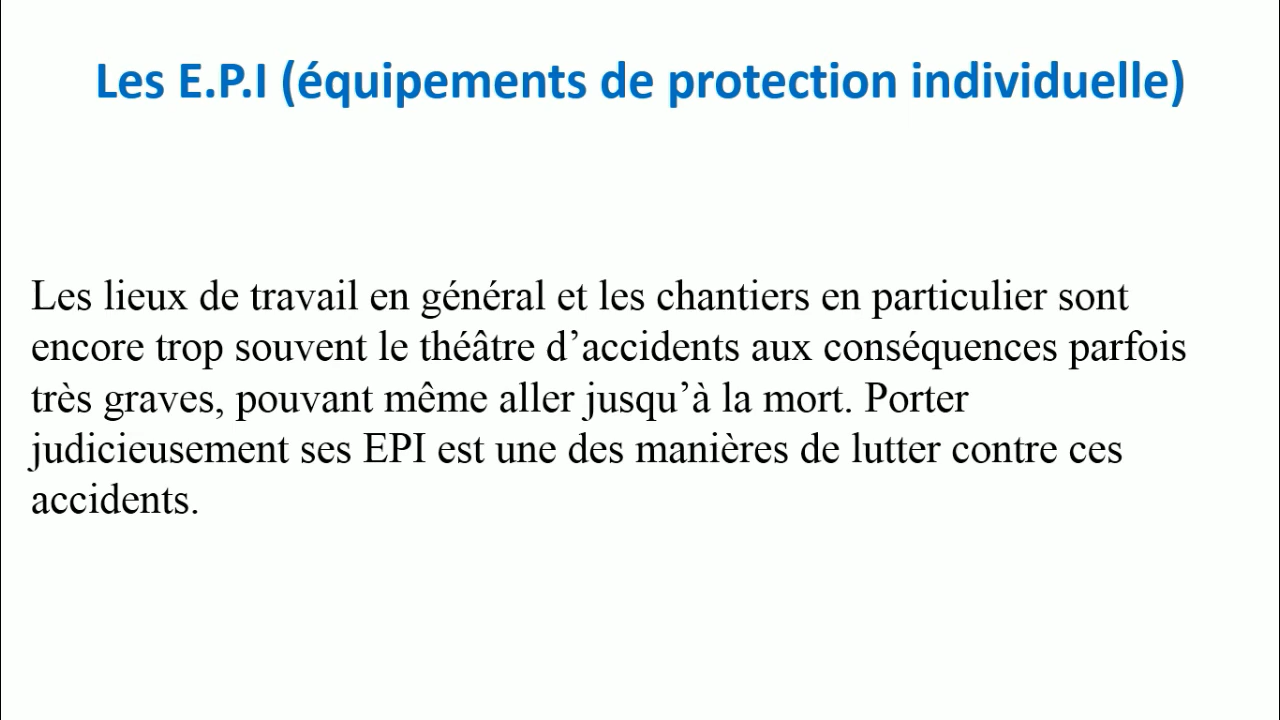 Les E.P.I (équipements de protection individuelle)
Les lieux de travail en général et les chantiers en particulier sont
encore trop souvent le théâtre d’accidents aux conséquences parfois
très graves, pouvant même aller jusqu’à la mort. Porter
judicieusement ses EPI est une des manières de lutter contre ces
accidents.